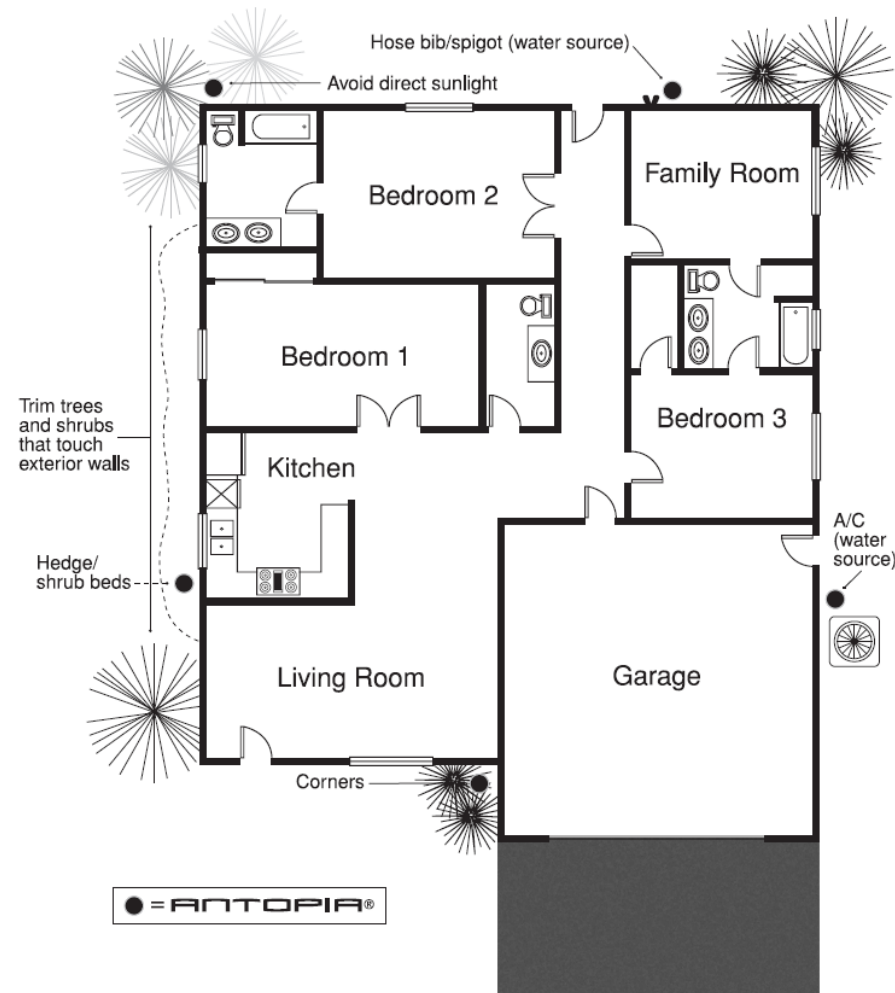 Hose bib/spigot (water source)
Avoid direct sunlight
Bedroom 2
Family Room
Bedroom 1
Trim trees
and shrubs
that touch
exterior walls
Kitchen
Bedroom 3
A/C
(water
source)
Hedge/
shrub beds
Living Room
Garage
Corners
= ANTOPIA®